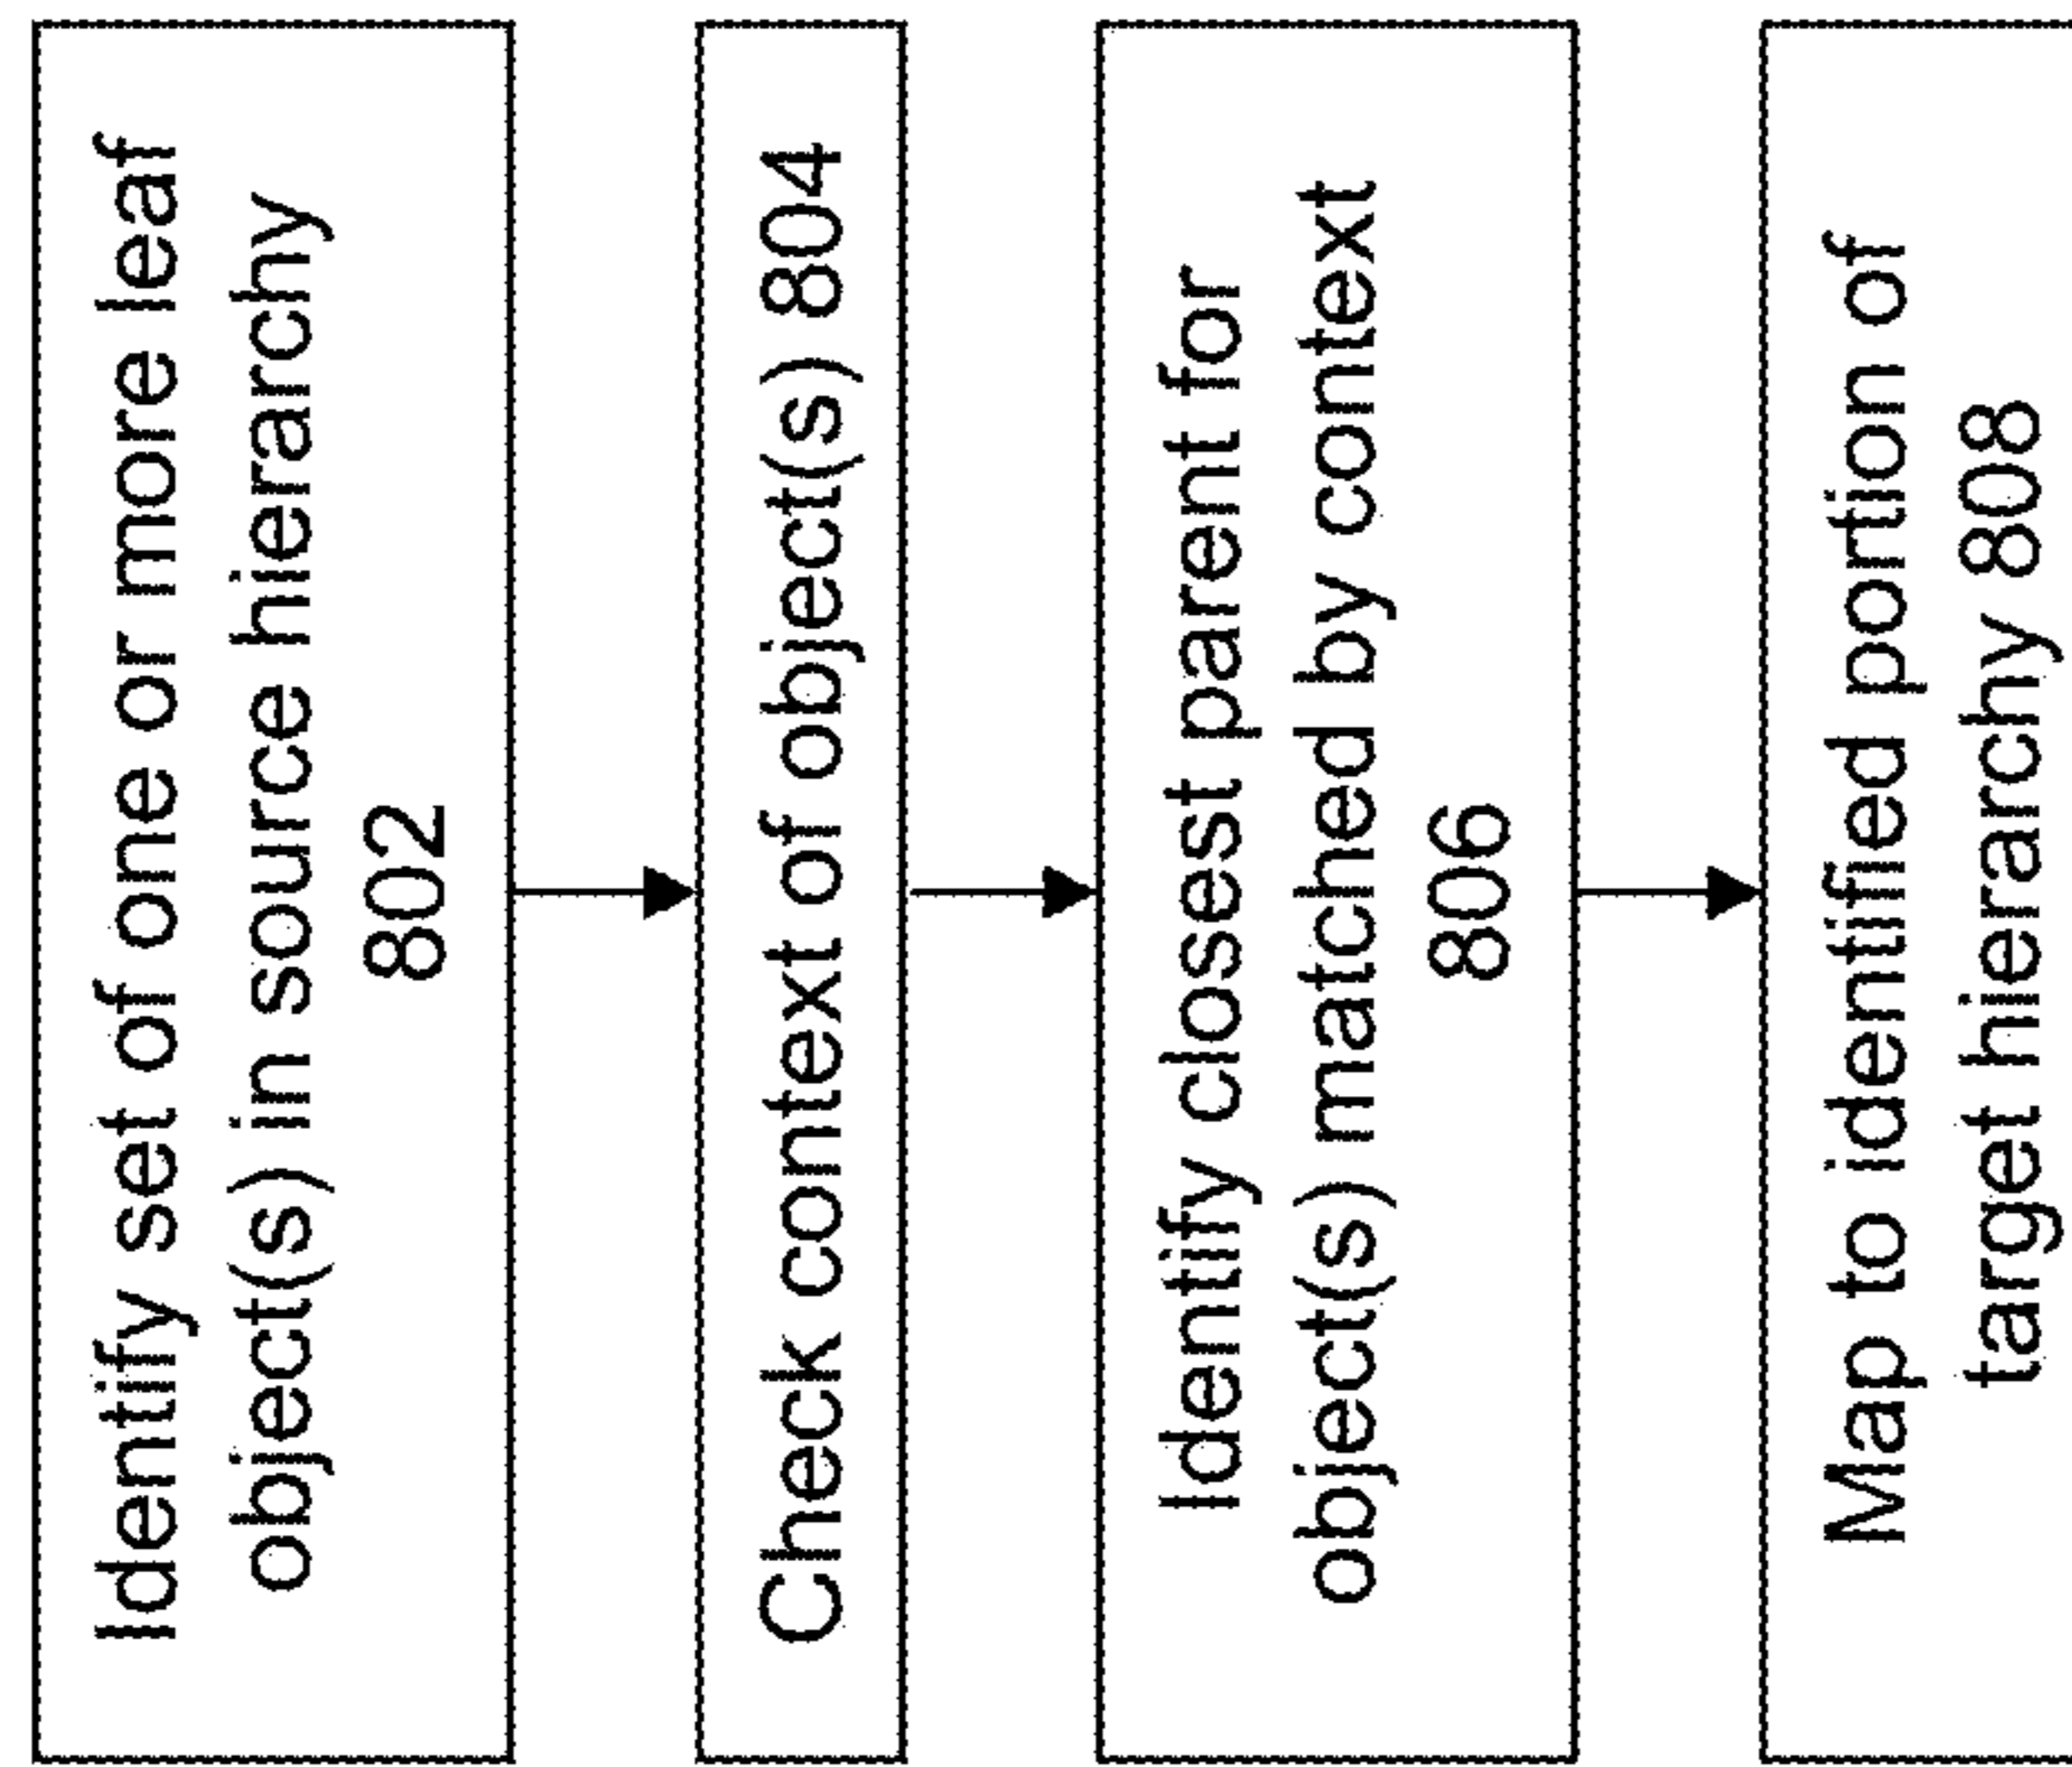 Identify set of one or more leaf
object(s) in source hierarchy
802
Check context of object(s) 804
Identify closest parent for
object(s) matched by context
806
Map to identified portion of
target hierarchy 808